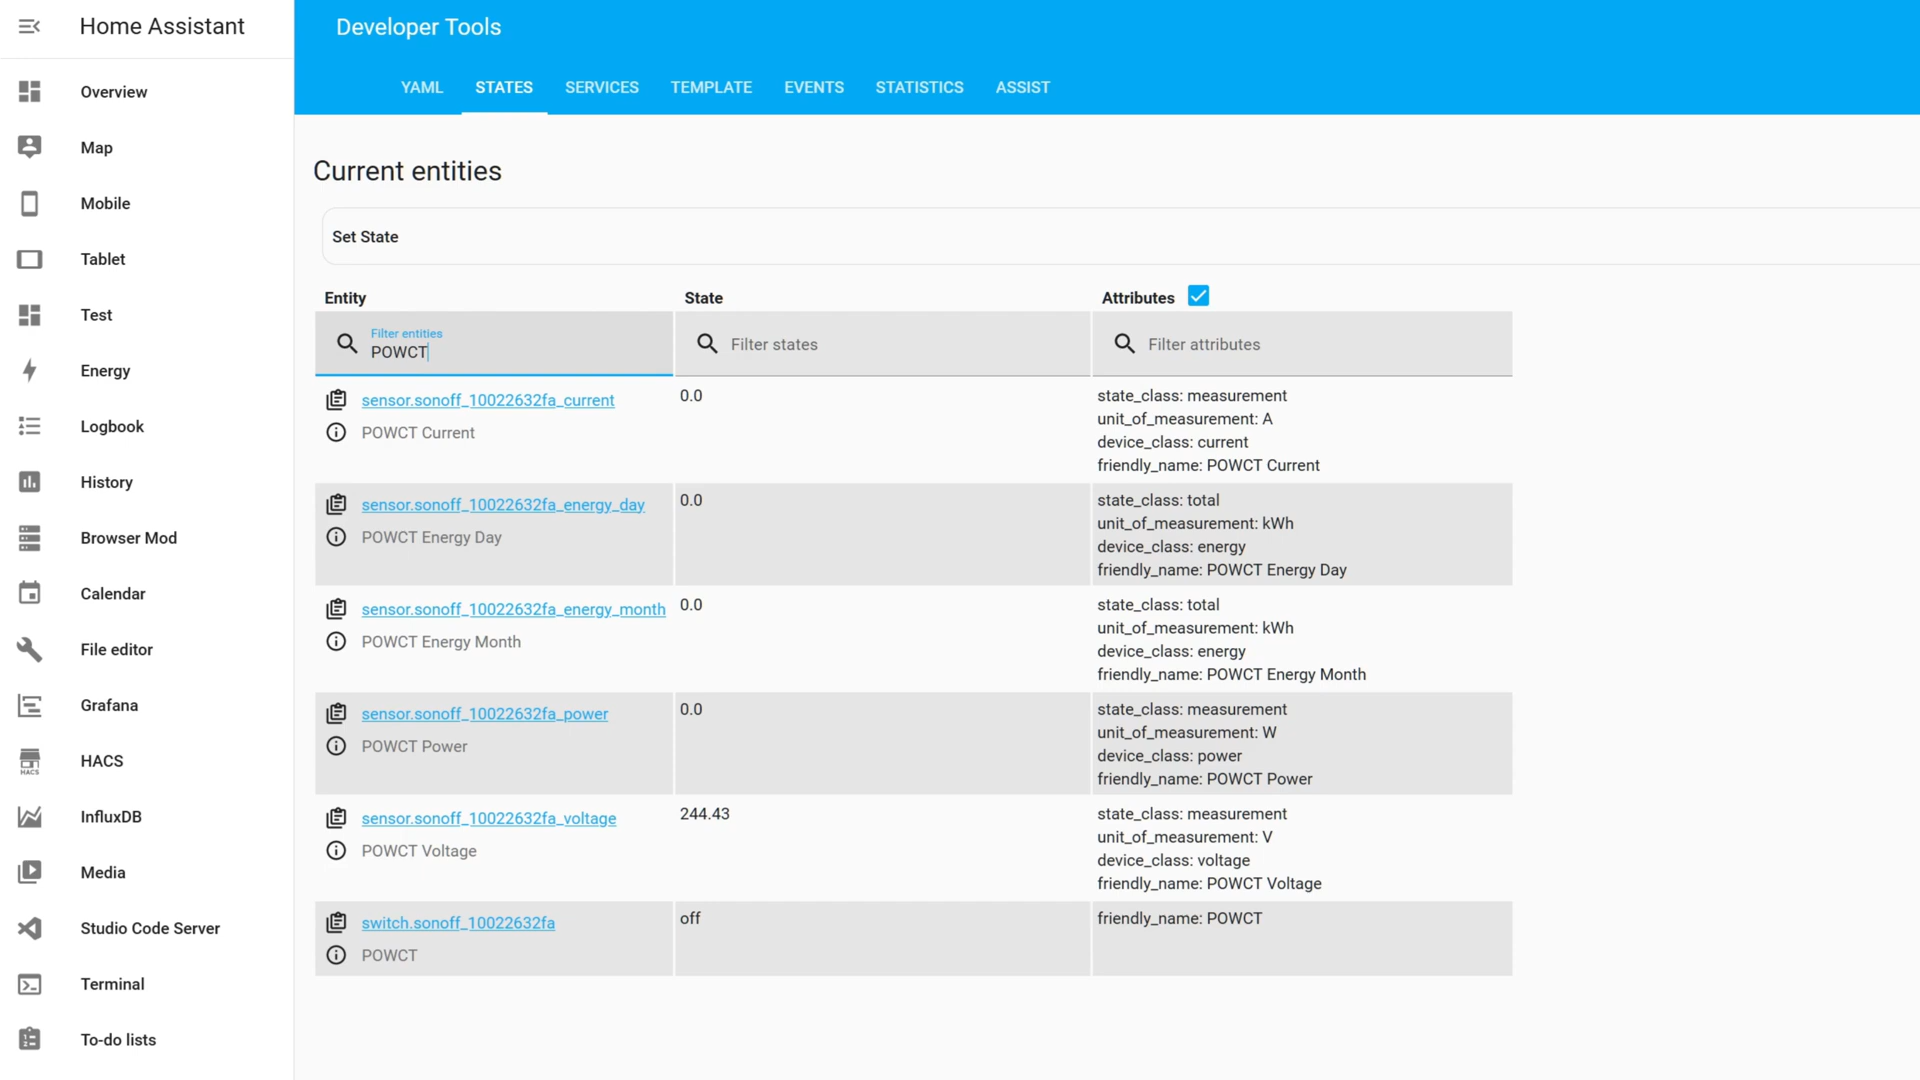 Home Assistant
Overview
Map
Mobile
Tablet
Test
Energy
Logbook
History
Browser Mod
Calendar
File editor
Grafana
HACS
HACS
InfluxDB
Media
Studio Code Server
Terminal
To-do lists
Developer Tools
YAML STATES SERVICES TEMPLATE EVENTS STATISTICS ASSIST
Current entities
Set State
Entity State Attributes
Filter entities
POWCT
Filter states
Filter attributes
sensor.sonoff_10022632fa_current
POWCT Current
0.0
state_class: measurement
unit_of_measurement: A
device_class: current
friendly_name: POWCT Current
sensor.sonoff_10022632fa_energy_day
POWCT Energy Day
0.0
state_class: total
unit_of_measurement: kWh
device_class: energy
friendly_name: POWCT Energy Day
sensor.sonoff_10022632fa_energy_month
POWCT Energy Month
0.0
state_class: total
unit_of_measurement: kWh
device_class: energy
friendly_name: POWCT Energy Month
sensor.sonoff_10022632fa_power
POWCT Power
0.0
state_class: measurement
unit_of_measurement: W
device_class: power
friendly_name: POWCT Power
sensor.sonoff_10022632fa_voltage
POWCT Voltage
244.43
state_class: measurement
unit_of_measurement: V
device_class: voltage
friendly_name: POWCT Voltage
switch.sonoff_10022632fa
POWCT
off
friendly_name: POWCT